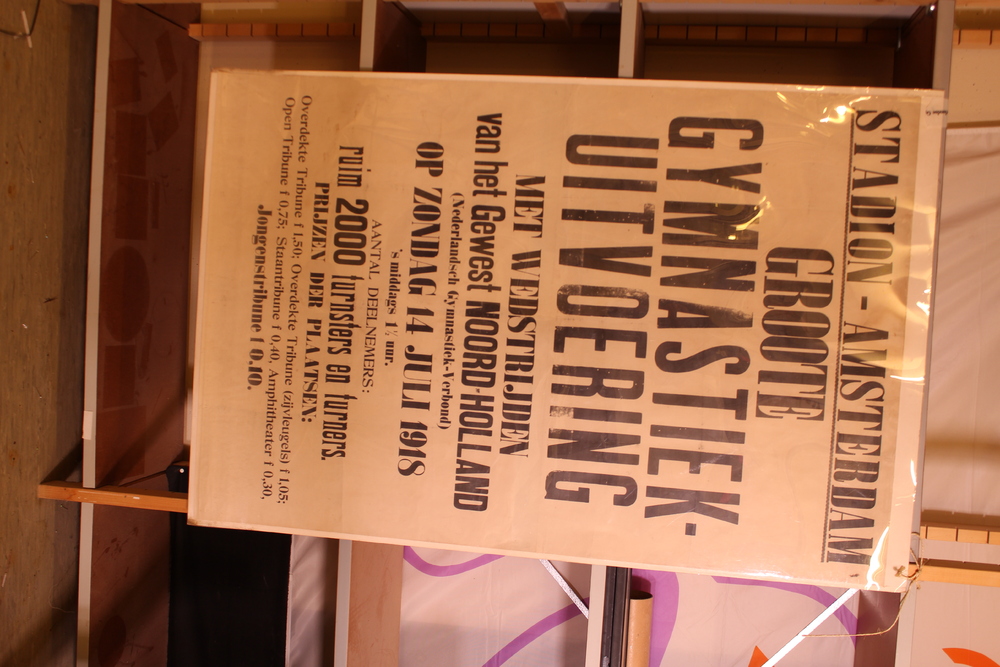 STADION - AMSTERDAM
GROOTE
GYMNASTIEK-
UITVOERING
MET WEDSTRIJDEN
van het Gewest NOORD-HOLLAND
(Nederlandsch Gymnastiek-Verbond)
OP ZONDAG 14 JULI 1918
's middags 1½ uur.
AANTAL DEELNEMERS:
ruim 2000 turnsters en turners.
PRIJZEN DER PLAATSEN:
Overdekte Tribune f 1,50; Overdekte Tribune (zijvleugels) f 1,05;
Open Tribune f 0,75; Staantribune f 0,40, Amphitheater f 0,30,
Jongenstribune f 0.10.